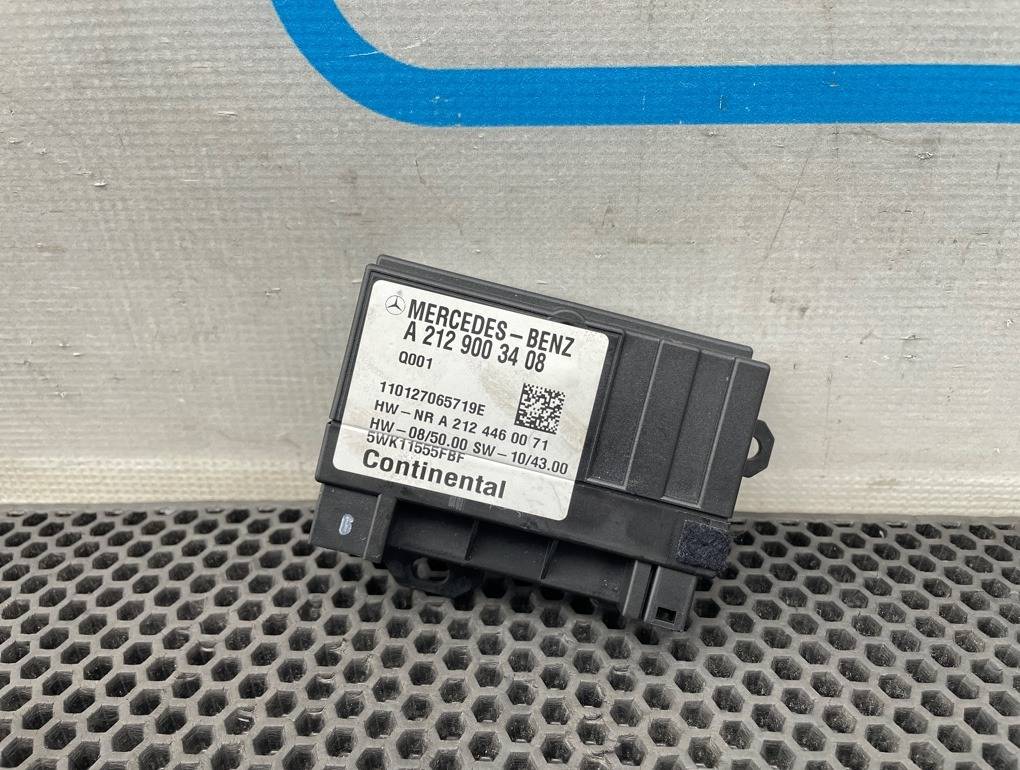 MERCEDES-BENZ
A 212 900 34 08
Q001
110127065719E
HW-NR A 212 446 00 71
HW-08/50.00 SW-10/43.00
5WK11555FBF
Continental